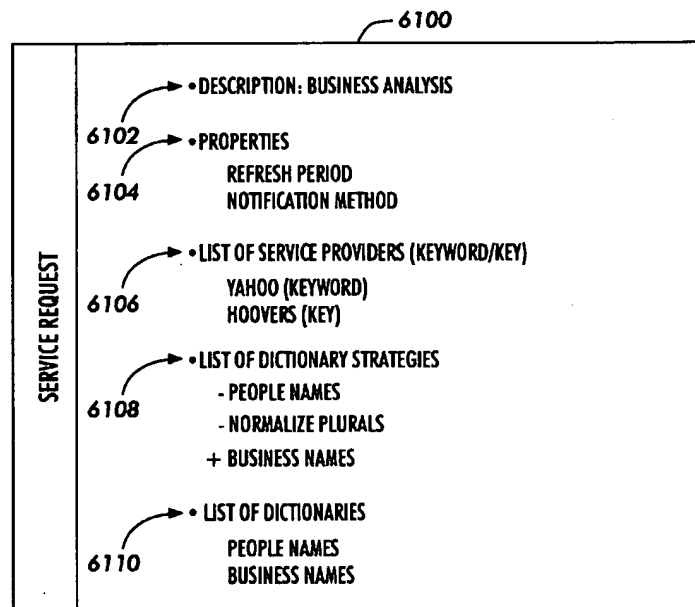 6100
SERVICE REQUEST
• DESCRIPTION: BUSINESS ANALYSIS
6102
• PROPERTIES
6104
REFRESH PERIOD
NOTIFICATION METHOD
• LIST OF SERVICE PROVIDERS (KEYWORD/KEY)
6106
YAHOO (KEYWORD)
HOOVERS (KEY)
• LIST OF DICTIONARY STRATEGIES
6108
- PEOPLE NAMES
- NORMALIZE PLURALS
+ BUSINESS NAMES
• LIST OF DICTIONARIES
6110
PEOPLE NAMES
BUSINESS NAMES